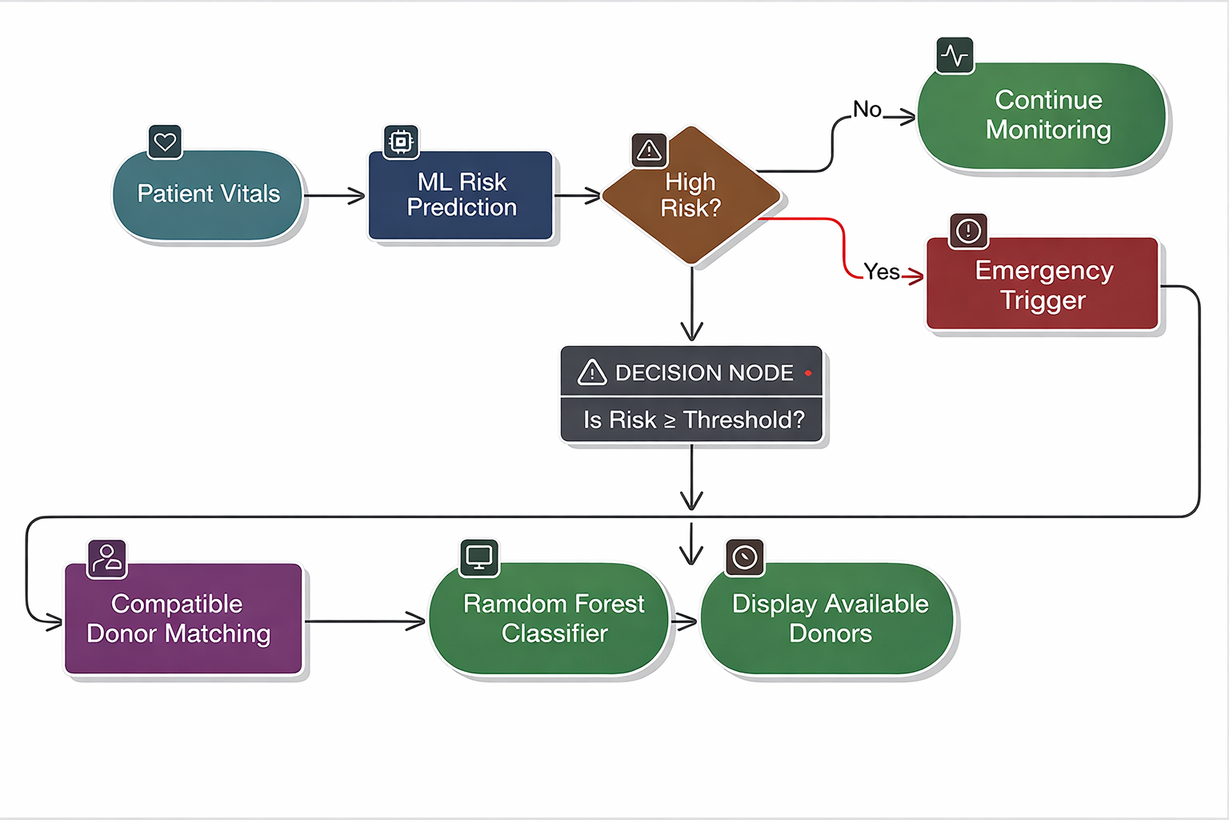 Patient Vitals
ML Risk
Prediction
High
Risk?
No
Continue
Monitoring
Yes
Emergency
Trigger
DECISION NODE
Is Risk ≥ Threshold?
Compatible
Donor Matching
Ramdom Forest
Classifier
Display Available
Donors